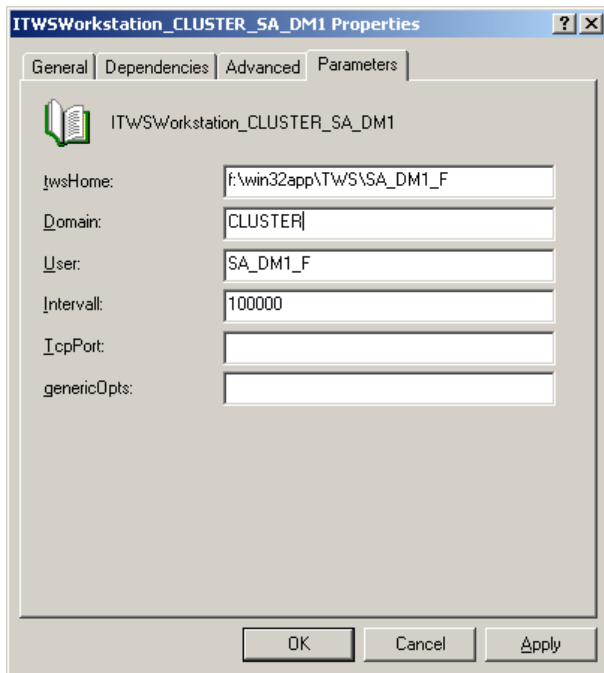 ITWSWorkstation_CLUSTER_SA_DM1 Properties
General Dependencies Advanced Parameters
ITWSWorkstation_CLUSTER_SA_DM1
twsHome: f:\win32app\TWS\SA_DM1_F
Domain: CLUSTER
User: SA_DM1_F
Intervall: 100000
TcpPort:
genericOpts:
OK Cancel Apply